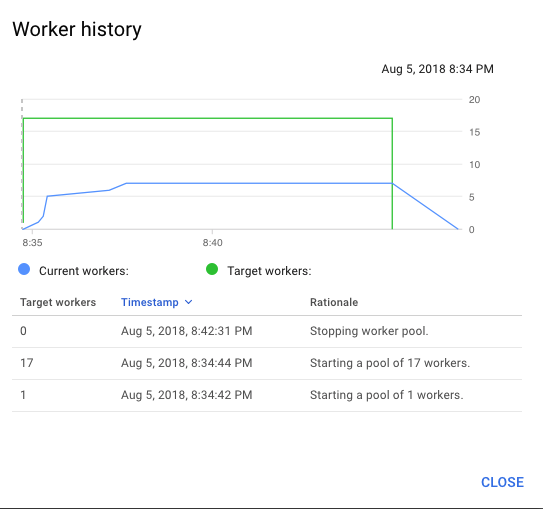 Worker history
Aug 5, 2018 8:34 PM
20
15
10
5
0
8:35 8:40
Current workers: Target workers:
Target workers Timestamp Rationale
0 Aug 5, 2018, 8:42:31 PM Stopping worker pool.
17 Aug 5, 2018, 8:34:44 PM Starting a pool of 17 workers.
1 Aug 5, 2018, 8:34:42 PM Starting a pool of 1 workers.
CLOSE